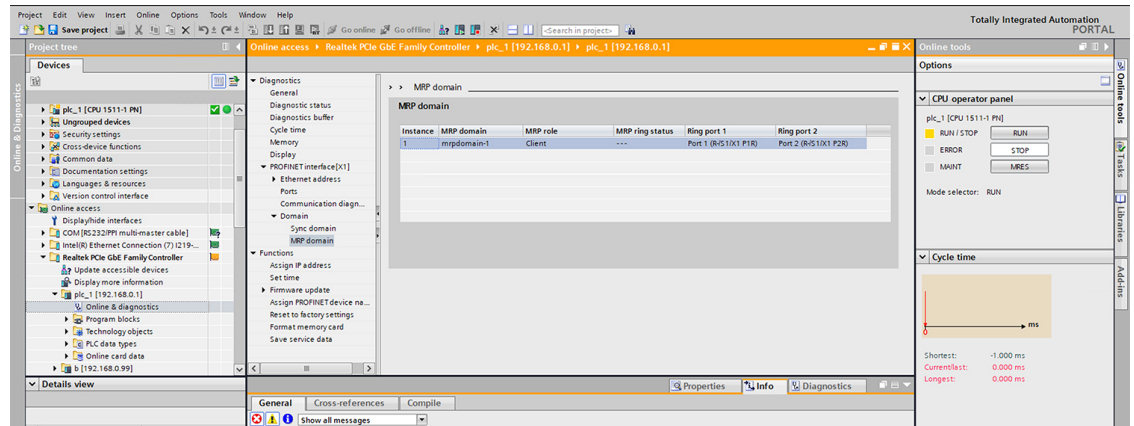 Project Edit View Insert Online Options Tools Window Help
Totally Integrated Automation
PORTAL
Save project
Go online
Go offline
<Search in project>
Project tree
Devices
plc_1 [CPU 1511-1 PN]
Ungrouped devices
Security settings
Cross-device functions
Common data
Documentation settings
Languages & resources
Version control interface
Online access
Display/hide interfaces
COM [RS232/PPI multi-master cable]
Intel(R) Ethernet Connection (7) I219-...
Realtek PCIe GbE Family Controller
Update accessible devices
Display more information
plc_1 [192.168.0.1]
Online & diagnostics
Program blocks
Technology objects
PLC data types
Online card data
b [192.168.0.99]
Details view
Online & Diagnostics
Online access ▸ Realtek PCIe GbE Family Controller ▸ plc_1 [192.168.0.1] ▸ plc_1 [192.168.0.1]
Diagnostics
General
Diagnostic status
Diagnostics buffer
Cycle time
Memory
Display
PROFINET interface[X1]
Ethernet address
Ports
Communication diagn...
Domain
Sync domain
MRP domain
Functions
Assign IP address
Set time
Firmware update
Assign PROFINET device na...
Reset to factory settings
Format memory card
Save service data
> > MRP domain
MRP domain
Instance MRP domain MRP role MRP ring status Ring port 1 Ring port 2
1 mrpdomain-1 Client --- Port 1 (R-/S1/X1 P1R) Port 2 (R-/S1/X1 P2R)
Properties
Info
Diagnostics
General
Cross-references
Compile
Show all messages
Online tools
Options
CPU operator panel
plc_1 [CPU 1511-1 PN]
RUN / STOP RUN
ERROR STOP
MAINT MRES
Mode selector: RUN
Cycle time
0
ms
Shortest: -1.000 ms
Current/last: 0.000 ms
Longest: 0.000 ms
Online tools
Tasks
Libraries
Add-ins